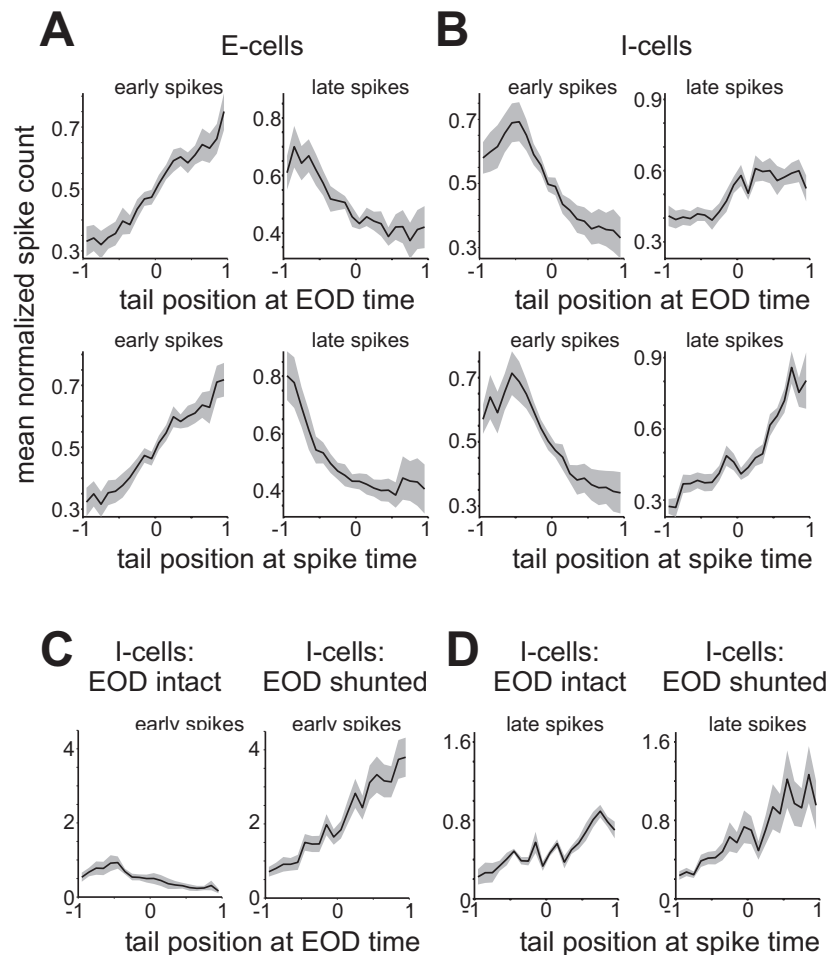 A
E-cells
B
I-cells
mean normalized spike count
early spikes
late spikes
early spikes
late spikes
0.7
0.5
0.3
-1 0 1
0.8
0.6
0.4
-1 0 1
0.7
0.5
0.3
-1 0 1
0.9
0.6
0.3
-1 0 1
tail position at EOD time
tail position at EOD time
early spikes
late spikes
early spikes
late spikes
0.7
0.5
0.3
-1 0 1
0.8
0.6
0.4
-1 0 1
0.7
0.5
0.3
-1 0 1
0.9
0.6
0.3
-1 0 1
tail position at spike time
tail position at spike time
C
I-cells:
EOD intact
I-cells:
EOD shunted
D
I-cells:
EOD intact
I-cells:
EOD shunted
early spikes
early spikes
late spikes
late spikes
4
2
0
-1 0 1
4
2
0
-1 0 1
1.6
0.8
0
-1 0 1
1.6
0.8
0
-1 0 1
tail position at EOD time
tail position at spike time